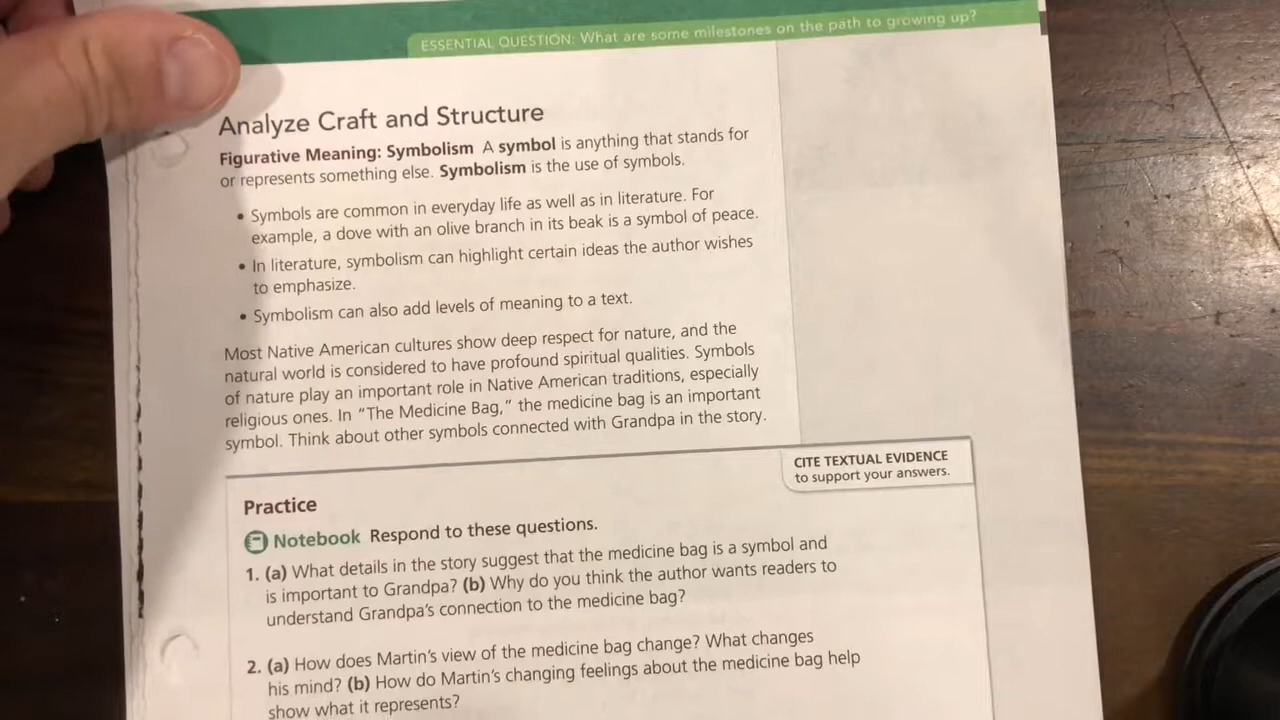 ESSENTIAL QUESTION: What are some milestones on the path to growing up?
Analyze Craft and Structure
Figurative Meaning: Symbolism A symbol is anything that stands for
or represents something else. Symbolism is the use of symbols.
• Symbols are common in everyday life as well as in literature. For
example, a dove with an olive branch in its beak is a symbol of peace.
• In literature, symbolism can highlight certain ideas the author wishes
to emphasize.
• Symbolism can also add levels of meaning to a text.
Most Native American cultures show deep respect for nature, and the
natural world is considered to have profound spiritual qualities. Symbols
of nature play an important role in Native American traditions, especially
religious ones. In “The Medicine Bag,” the medicine bag is an important
symbol. Think about other symbols connected with Grandpa in the story.
CITE TEXTUAL EVIDENCE
to support your answers.
Practice
Notebook Respond to these questions.
1. (a) What details in the story suggest that the medicine bag is a symbol and
is important to Grandpa? (b) Why do you think the author wants readers to
understand Grandpa’s connection to the medicine bag?
2. (a) How does Martin’s view of the medicine bag change? What changes
his mind? (b) How do Martin’s changing feelings about the medicine bag help
show what it represents?